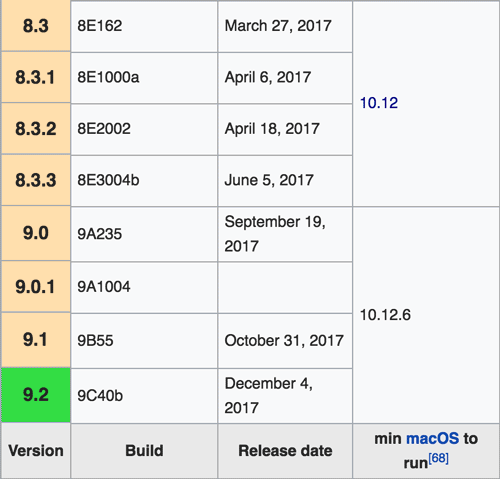 8.3 8E162 March 27, 2017
8.3.1 8E1000a April 6, 2017
10.12
8.3.2 8E2002 April 18, 2017
8.3.3 8E3004b June 5, 2017
9.0 9A235 September 19,
2017
9.0.1 9A1004
10.12.6
9.1 9B55 October 31, 2017
9.2 9C40b December 4,
2017
Version Build Release date min macOS to
run[68]